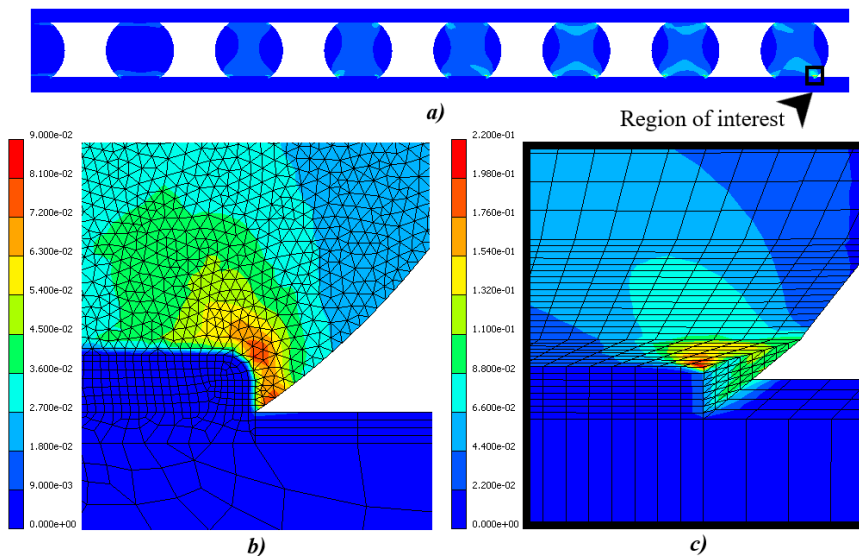 a)
Region of interest
9.000e-02
8.100e-02
7.200e-02
6.300e-02
5.400e-02
4.500e-02
3.600e-02
2.700e-02
1.800e-02
9.000e-03
0.000e+00
b)
2.200e-01
1.980e-01
1.760e-01
1.540e-01
1.320e-01
1.100e-01
8.800e-02
6.600e-02
4.400e-02
2.200e-02
0.000e+00
c)